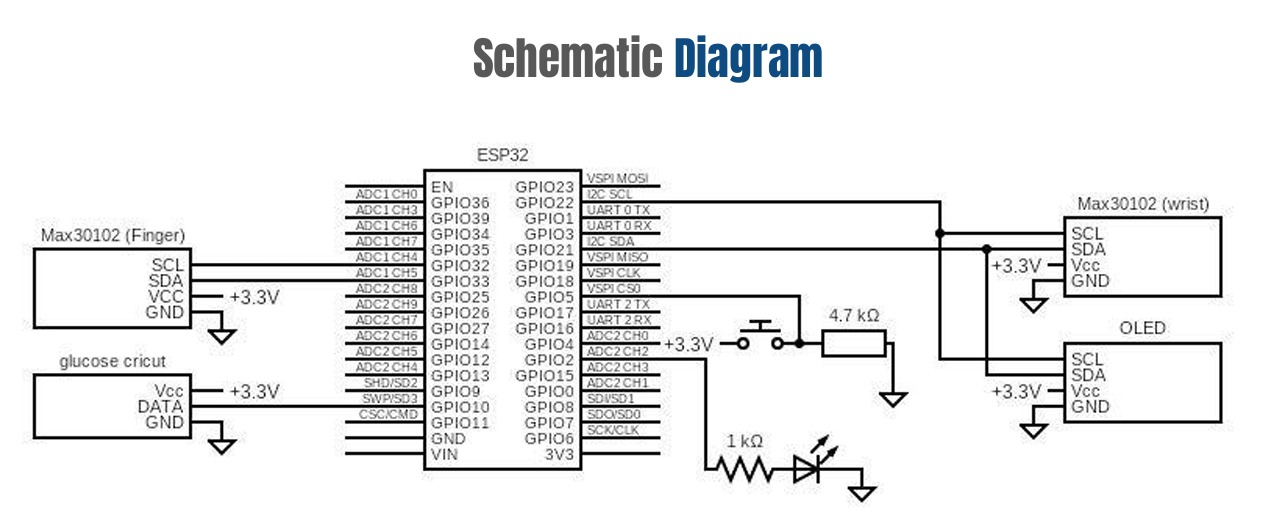 Schematic Diagram
ESP32
Max30102 (Finger)
SCL
SDA
VCC +3.3V
GND
glucose cricut
Vcc +3.3V
DATA
GND
EN GPIO23 VSPI MOSI
ADC1 CH0 GPIO36 GPIO22 I2C SCL
ADC1 CH3 GPIO39 GPIO1 UART 0 TX
ADC1 CH6 GPIO34 GPIO3 UART 0 RX
ADC1 CH7 GPIO35 GPIO21 I2C SDA
ADC1 CH4 GPIO32 GPIO19 VSPI MISO
ADC1 CH5 GPIO33 GPIO18 VSPI CLK
ADC2 CH8 GPIO25 GPIO5 VSPI CS0
ADC2 CH9 GPIO26 GPIO17 UART 2 TX
ADC2 CH7 GPIO27 GPIO16 UART 2 RX
ADC2 CH6 GPIO14 GPIO4 ADC2 CH0
ADC2 CH5 GPIO12 GPIO2 ADC2 CH2
ADC2 CH4 GPIO13 GPIO15 ADC2 CH3
SHD/SD2 GPIO9 GPIO0 ADC2 CH1
SWP/SD3 GPIO10 GPIO8 SDI/SD1
CSC/CMD GPIO11 GPIO7 SDO/SD0
GND GPIO6 SCK/CLK
VIN 3V3
+3.3V
4.7 kΩ
1 kΩ
Max30102 (wrist)
SCL
SDA
+3.3V Vcc
GND
OLED
SCL
SDA
+3.3V Vcc
GND